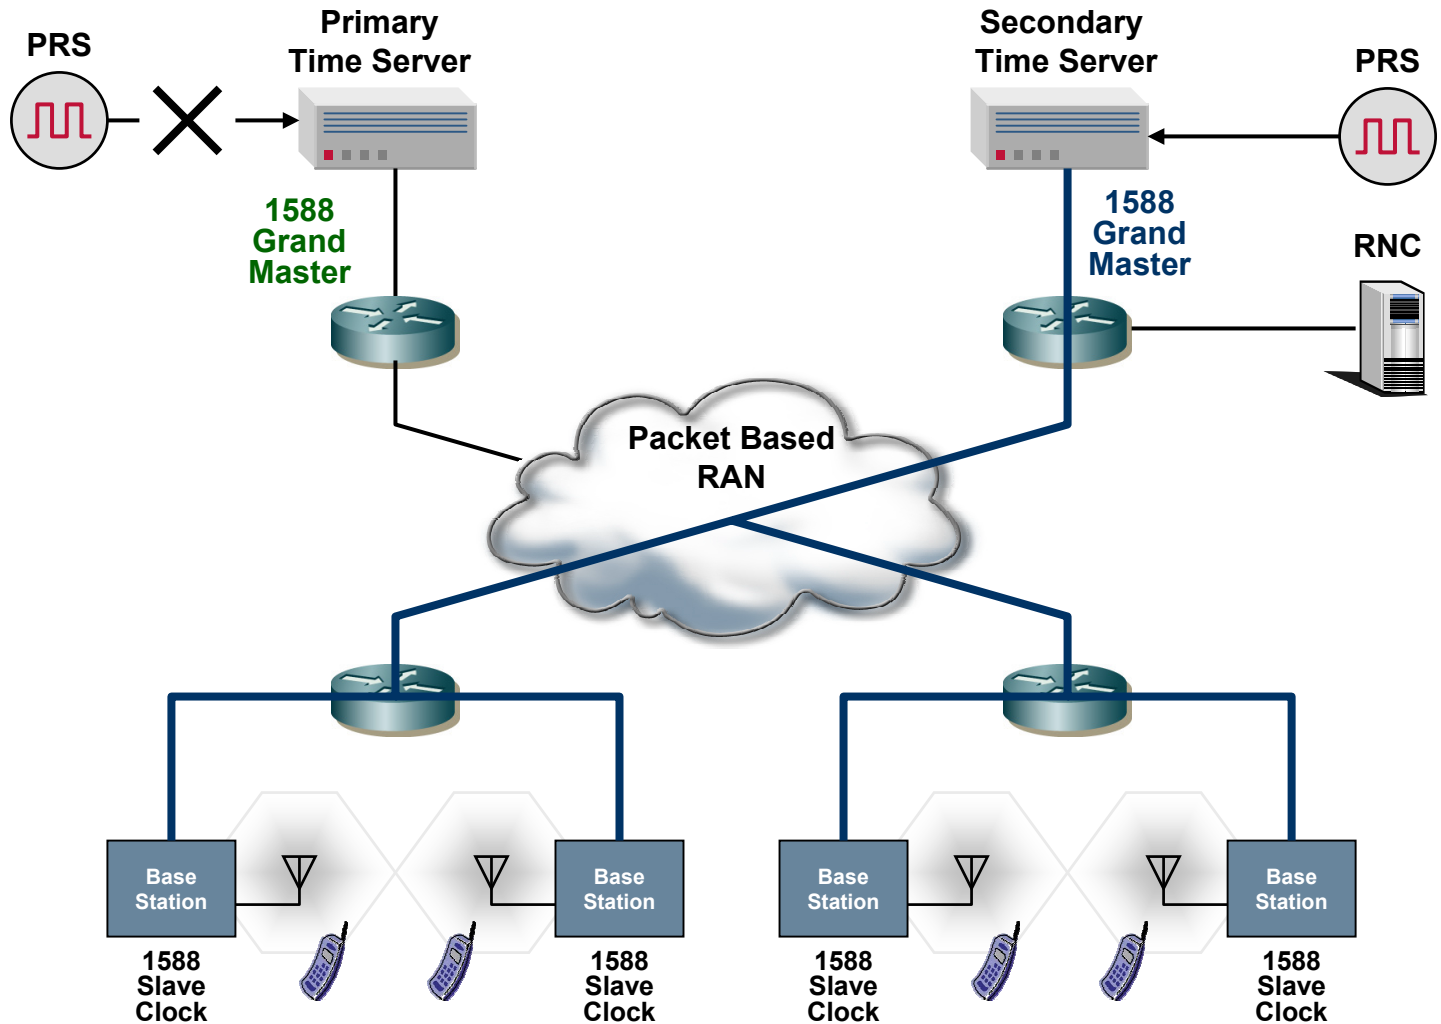 PRS
Primary
Time Server
Secondary
Time Server
PRS
1588
Grand
Master
1588
Grand
Master
RNC
Packet Based
RAN
Base
Station
Base
Station
Base
Station
Base
Station
1588
Slave
Clock
1588
Slave
Clock
1588
Slave
Clock
1588
Slave
Clock